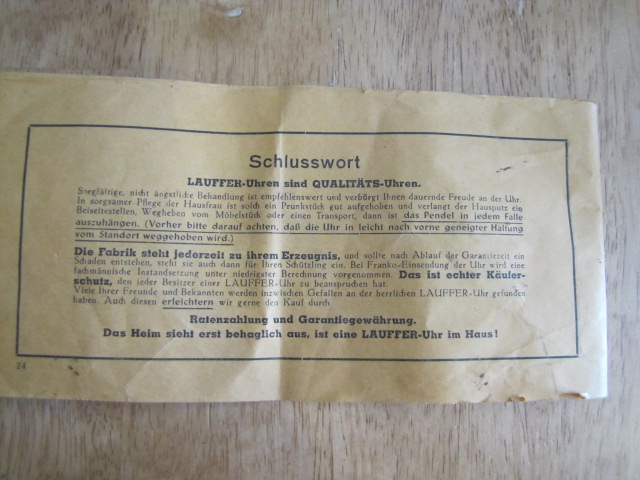 Schlusswort
LAUFFER-Uhren sind QUALITÄTS-Uhren.
Sorgfältige, nicht ängstliche Behandlung ist empfehlenswert und verbürgt Ihnen dauernde Freude an der Uhr.
In sorgsamer Pflege der Hausfrau ist solch ein Prunkstück gut aufgehoben und verlangt der Hausputz ein
Beiseitestellen, Wegheben vom Möbelstück oder einen Transport, dann ist das Pendel in jedem Falle
auszuhängen. (Vorher bitte darauf achten, daß die Uhr in leicht nach vorne geneigter Haltung
vom Standort weggehoben wird.)
Die Fabrik steht jederzeit zu ihrem Erzeugnis, und sollte nach Ablauf der Garantiezeit ein
Schaden entstehen, steht sie auch dann für Ihren Schützling ein. Bei Franko-Einsendung der Uhr wird eine
fachmännische Instandsetzung unter niedrigster Berechnung vorgenommen. Das ist echter Käufer-
schutz, den jeder Besitzer einer LAUFFER-Uhr zu beanspruchen hat.
Viele Ihrer Freunde und Bekannten werden inzwischen Gefallen an der herrlichen LAUFFER-Uhr gefunden
haben. Auch diesen erleichtern wir gerne den Kauf durch
Ratenzahlung und Garantiegewährung.
Das Heim sieht erst behaglich aus, ist eine LAUFFER-Uhr im Haus!
24